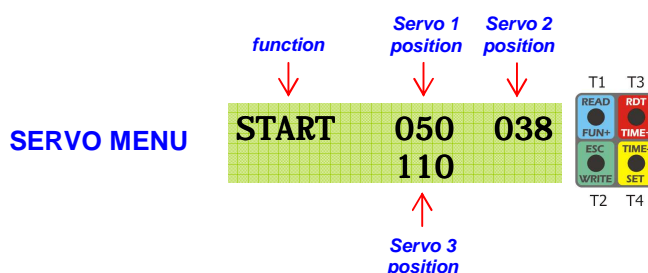 function
Servo 1 position
Servo 2 position
SERVO MENU
START 050 038
110
Servo 3 position
T1 T3
READ RDT
FUN+ TIME+
ESC TIME-
WRITE SET
T2 T4